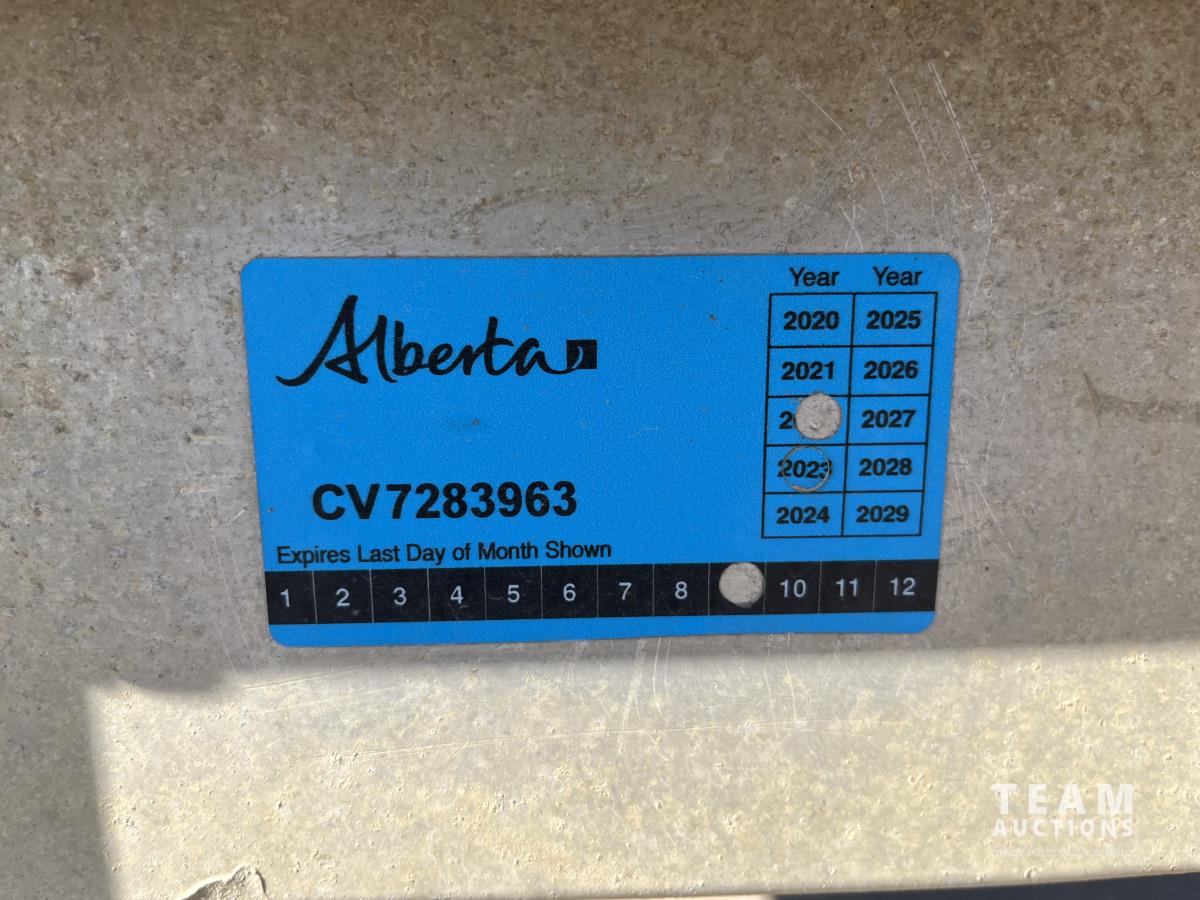 Alberta
CV7283963
Expires Last Day of Month Shown
1 2 3 4 5 6 7 8 10 11 12
Year Year
2020 2025
2021 2026
2027
2023 2028
2024 2029
TEAM
AUCTIONS